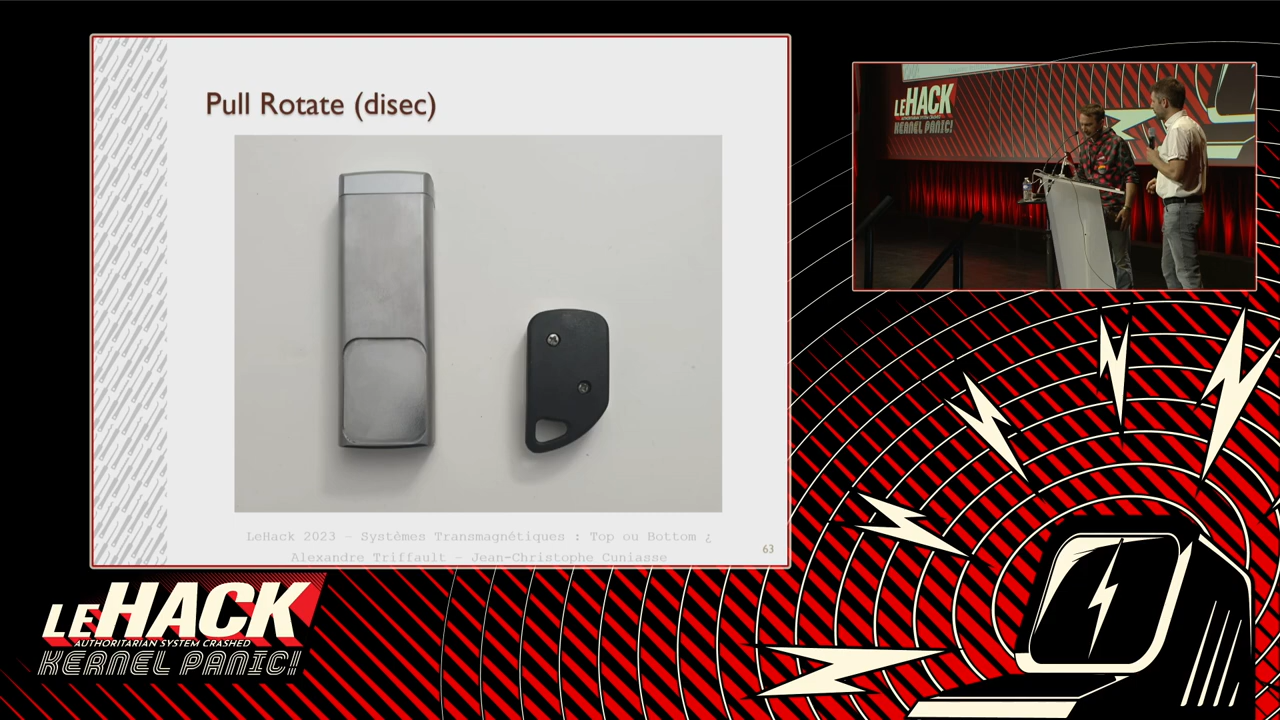 Pull Rotate (disec)
LeHack 2023 – Systèmes Transmagnétiques : Top ou Bottom ¿
Alexandre Triffault – Jean-Christophe Cuniasse
63
LEHACK
KERNEL PANIC!
LEHACK
AUTHORITARIAN SYSTEM CRASHED
KERNEL PANIC!